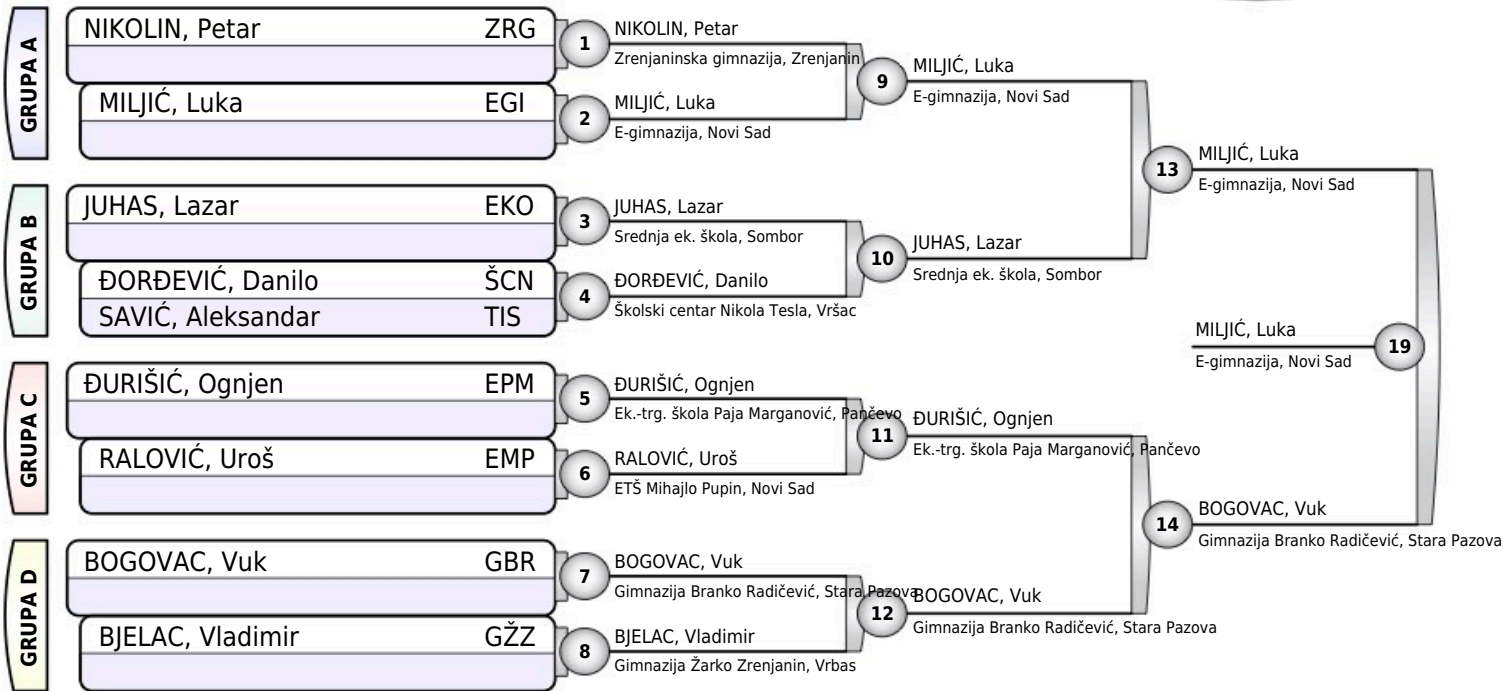 GRUPA A
NIKOLIN, Petar ZRG
MILJIĆ, Luka EGI
GRUPA B
JUHAS, Lazar EKO
ĐORĐEVIĆ, Danilo ŠCN
SAVIĆ, Aleksandar TIS
GRUPA C
ĐURIŠIĆ, Ognjen EPM
RALOVIĆ, Uroš EMP
GRUPA D
BOGOVAC, Vuk GBR
BJELAC, Vladimir GŽZ
1
NIKOLIN, Petar
Zrenjaninska gimnazija, Zrenjanin
2
MILJIĆ, Luka
E-gimnazija, Novi Sad
3
JUHAS, Lazar
Srednja ek. škola, Sombor
4
ĐORĐEVIĆ, Danilo
Školski centar Nikola Tesla, Vršac
5
ĐURIŠIĆ, Ognjen
Ek.-trg. škola Paja Marganović, Pančevo
6
RALOVIĆ, Uroš
ETŠ Mihajlo Pupin, Novi Sad
7
BOGOVAC, Vuk
Gimnazija Branko Radičević, Stara Pazova
8
BJELAC, Vladimir
Gimnazija Žarko Zrenjanin, Vrbas
9
MILJIĆ, Luka
E-gimnazija, Novi Sad
10
JUHAS, Lazar
Srednja ek. škola, Sombor
11
ĐURIŠIĆ, Ognjen
Ek.-trg. škola Paja Marganović, Pančevo
12
BOGOVAC, Vuk
Gimnazija Branko Radičević, Stara Pazova
13
MILJIĆ, Luka
E-gimnazija, Novi Sad
14
BOGOVAC, Vuk
Gimnazija Branko Radičević, Stara Pazova
MILJIĆ, Luka
E-gimnazija, Novi Sad
19